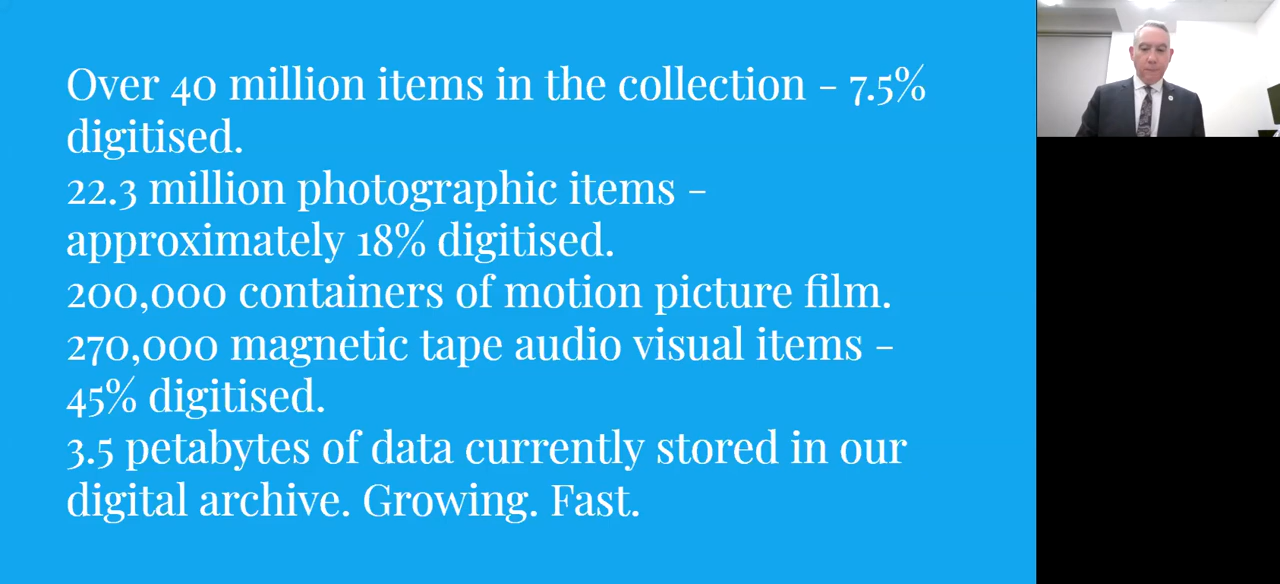 Over 40 million items in the collection - 7.5%
digitised.
22.3 million photographic items -
approximately 18% digitised.
200,000 containers of motion picture film.
270,000 magnetic tape audio visual items -
45% digitised.
3.5 petabytes of data currently stored in our
digital archive. Growing. Fast.